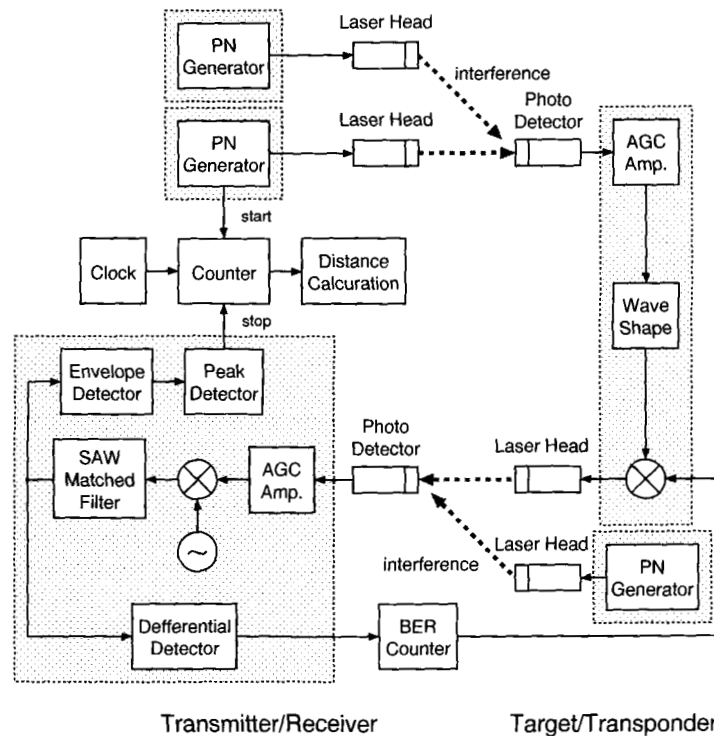 PN
Generator
Laser Head
interference
PN
Generator
Laser Head
Photo
Detector
AGC
Amp.
start
Clock
Counter
Distance
Calcuration
Wave
Shape
stop
Envelope
Detector
Peak
Detector
SAW
Matched
Filter
AGC
Amp.
Photo
Detector
Laser Head
interference
Laser Head
PN
Generator
Defferential
Detector
BER
Counter
Transmitter/Receiver
Target/Transponder